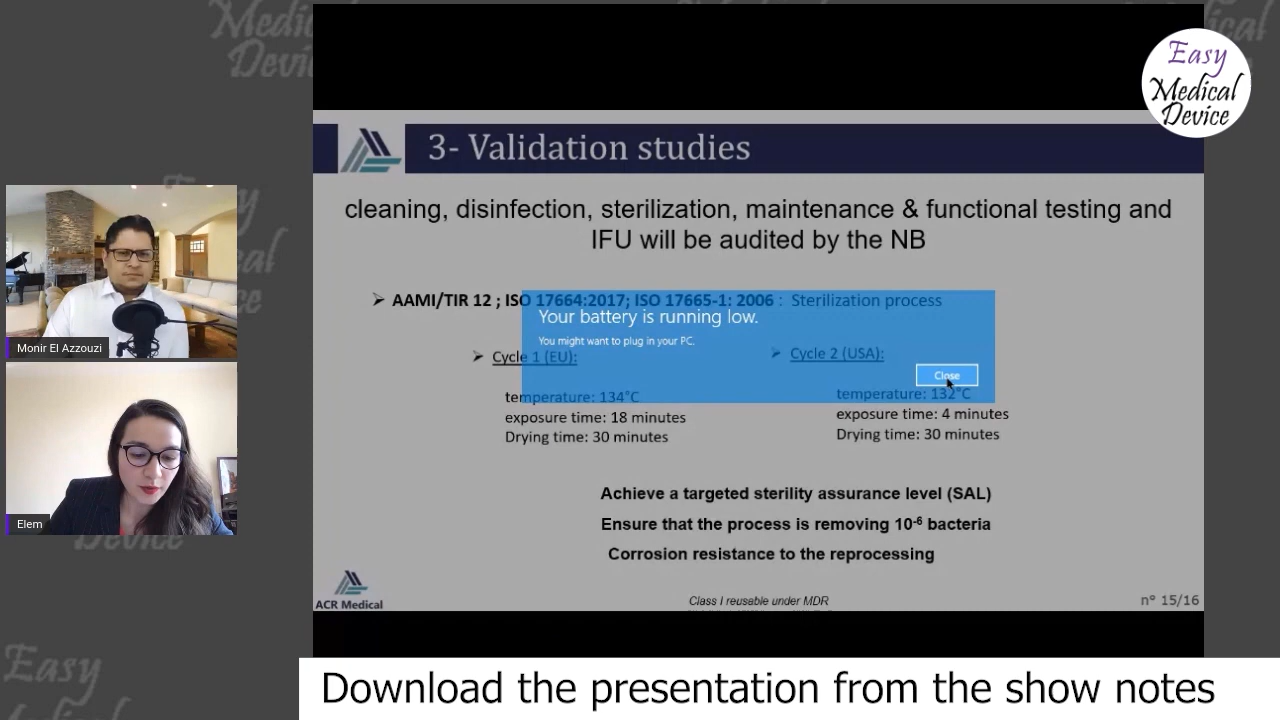 Easy
Medical
Device
3- Validation studies
cleaning, disinfection, sterilization, maintenance & functional testing and
IFU will be audited by the NB
➢ AAMI/TIR 12 ; ISO 17664:2017; ISO 17665-1: 2006 : Sterilization process
Your battery is running low.
You might want to plug in your PC.
Close
➢ Cycle 1 (EU):
temperature: 134°C
exposure time: 18 minutes
Drying time: 30 minutes
➢ Cycle 2 (USA):
temperature: 132°C
exposure time: 4 minutes
Drying time: 30 minutes
Achieve a targeted sterility assurance level (SAL)
Ensure that the process is removing 10⁻⁶ bacteria
Corrosion resistance to the reprocessing
ACR Medical
Class I reusable under MDR
n° 15/16
Monir El Azzouzi
Elem
Easy
Medical
Download the presentation from the show notes